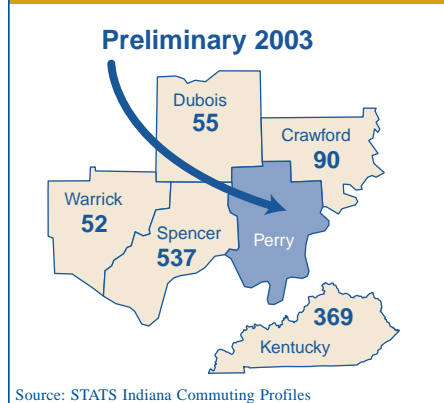 Preliminary 2003
Dubois
55
Crawford
90
Warrick
52
Spencer
537
Perry
369
Kentucky
Source: STATS Indiana Commuting Profiles